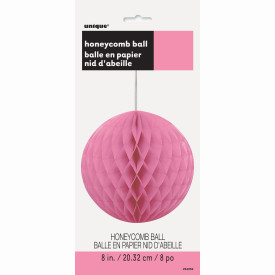 unique®
honeycomb ball
balle en papier
nid d'abeille
HONEYCOMB BALL
BALLE EN PAPIER NID D'ABEILLE
8 in. / 20.32 cm / 8 po